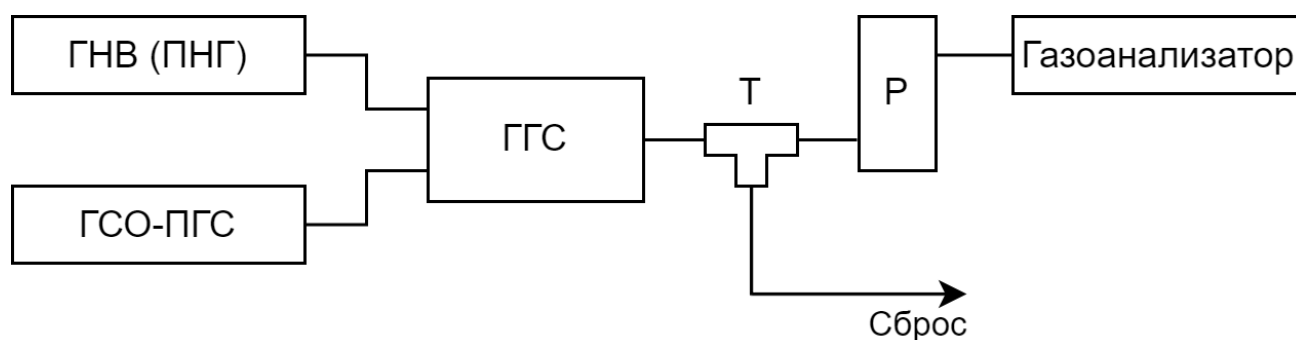 ГНВ (ПНГ)
ГСО-ПГС
ГГС
Т
Р
Газоанализатор
Сброс